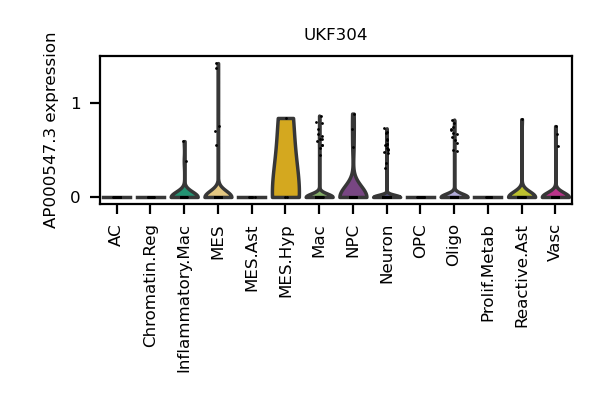 UKF304
AP000547.3 expression
1
0
AC
Chromatin.Reg
Inflammatory.Mac
MES
MES.Ast
MES.Hyp
Mac
NPC
Neuron
OPC
Oligo
Prolif.Metab
Reactive.Ast
Vasc